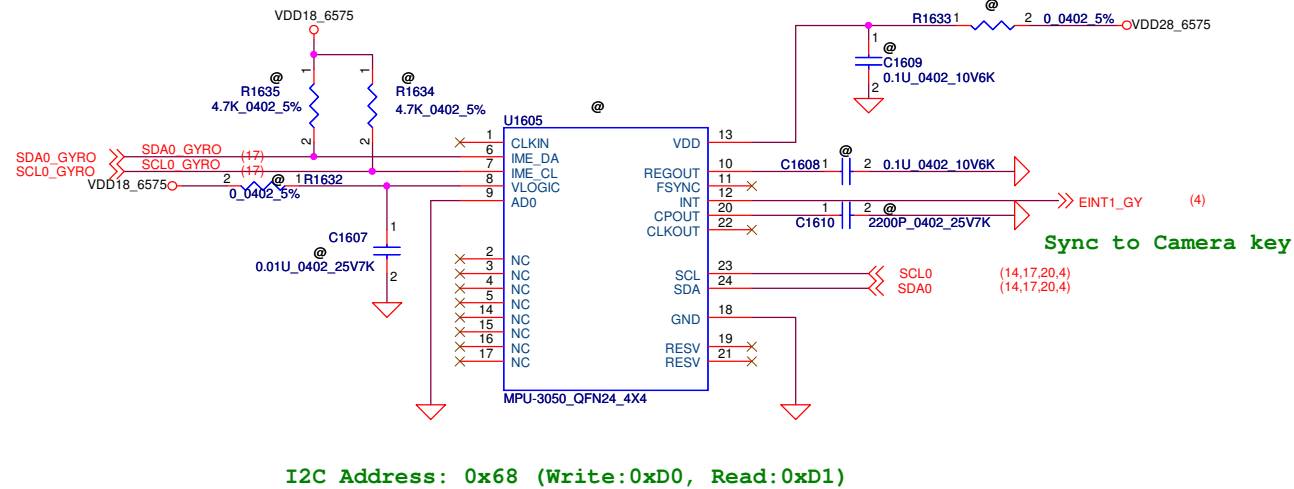 VDD18_6575
@
R1633 1 2 0_0402_5% VDD28_6575
1
@
C1609
0.1U_0402_10V6K
2
1 1
@ @
R1635 R1634
4.7K_0402_5% 4.7K_0402_5%
2 2
@
U1605
SDA0_GYRO SDA0_GYRO (17)
SCL0_GYRO SCL0_GYRO (17)
VDD18_6575 2 @ 1 R1632
0_0402_5%
1 CLKIN
6 IME_DA
7 IME_CL
8 VLOGIC
9 AD0
1
C1607
@
0.01U_0402_25V7K
2
2 NC
3 NC
4 NC
5 NC
14 NC
15 NC
16 NC
17 NC
VDD 13
REGOUT 10 C1608 1 @ 2 0.1U_0402_10V6K
FSYNC 11
INT 12 EINT1_GY (4)
CPOUT 20 C1610 1 2 @ 2200P_0402_25V7K
CLKOUT 22
Sync to Camera key
SCL 23 SCL0 (14,17,20,4)
SDA 24 SDA0 (14,17,20,4)
GND 18
RESV 19
RESV 21
MPU-3050_QFN24_4X4
I2C Address: 0x68 (Write:0xD0, Read:0xD1)